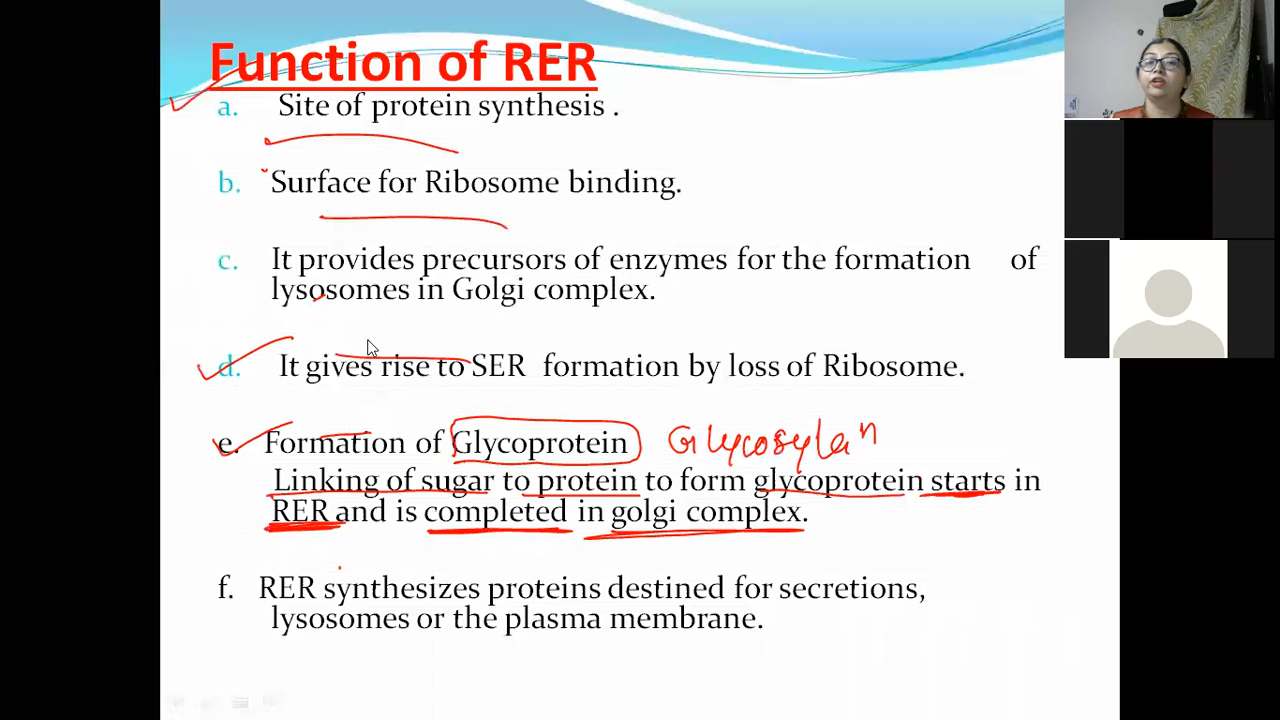 Function of RER
a. Site of protein synthesis .
b. Surface for Ribosome binding.
c. It provides precursors of enzymes for the formation of
lysosomes in Golgi complex.
d. It gives rise to SER formation by loss of Ribosome.
e. Formation of Glycoprotein Glycosylaⁿ
Linking of sugar to protein to form glycoprotein starts in
RER and is completed in golgi complex.
f. RER synthesizes proteins destined for secretions,
lysosomes or the plasma membrane.